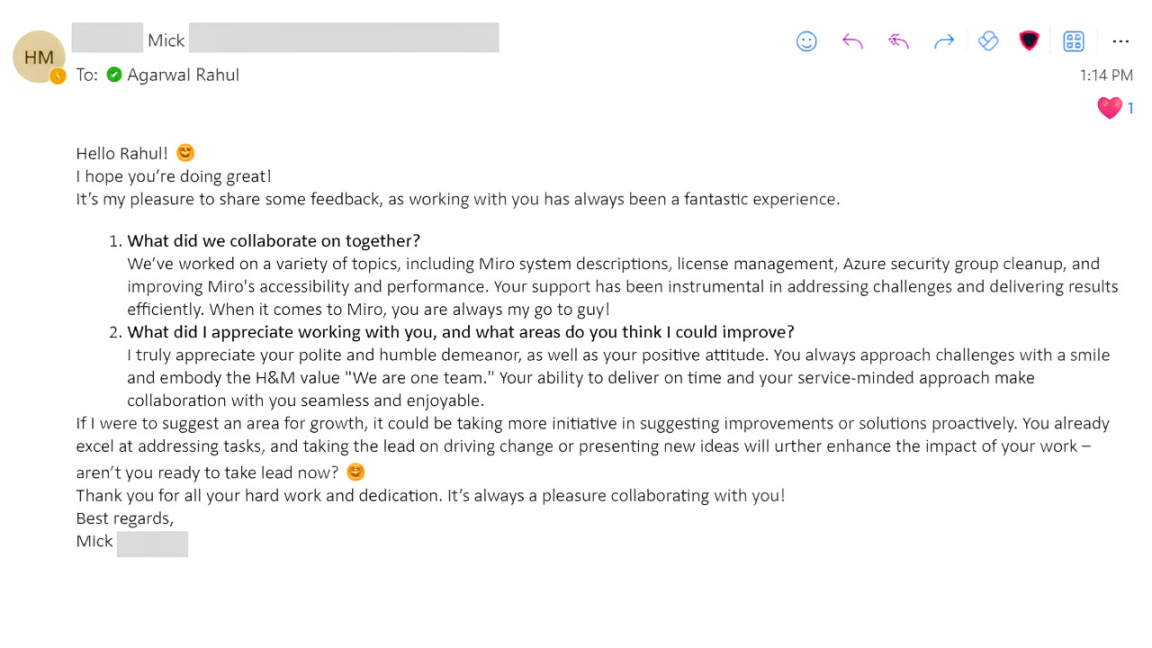 Mick
HM
To: Agarwal Rahul
1:14 PM
1
Hello Rahul! 😊
I hope you're doing great!
It's my pleasure to share some feedback, as working with you has always been a fantastic experience.
1. What did we collaborate on together?
We've worked on a variety of topics, including Miro system descriptions, license management, Azure security group cleanup, and
improving Miro's accessibility and performance. Your support has been instrumental in addressing challenges and delivering results
efficiently. When it comes to Miro, you are always my go to guy!
2. What did I appreciate working with you, and what areas do you think I could improve?
I truly appreciate your polite and humble demeanor, as well as your positive attitude. You always approach challenges with a smile
and embody the H&M value "We are one team." Your ability to deliver on time and your service-minded approach make
collaboration with you seamless and enjoyable.
If I were to suggest an area for growth, it could be taking more initiative in suggesting improvements or solutions proactively. You already
excel at addressing tasks, and taking the lead on driving change or presenting new ideas will urther enhance the impact of your work –
aren't you ready to take lead now? 😊
Thank you for all your hard work and dedication. It's always a pleasure collaborating with you!
Best regards,
Mick